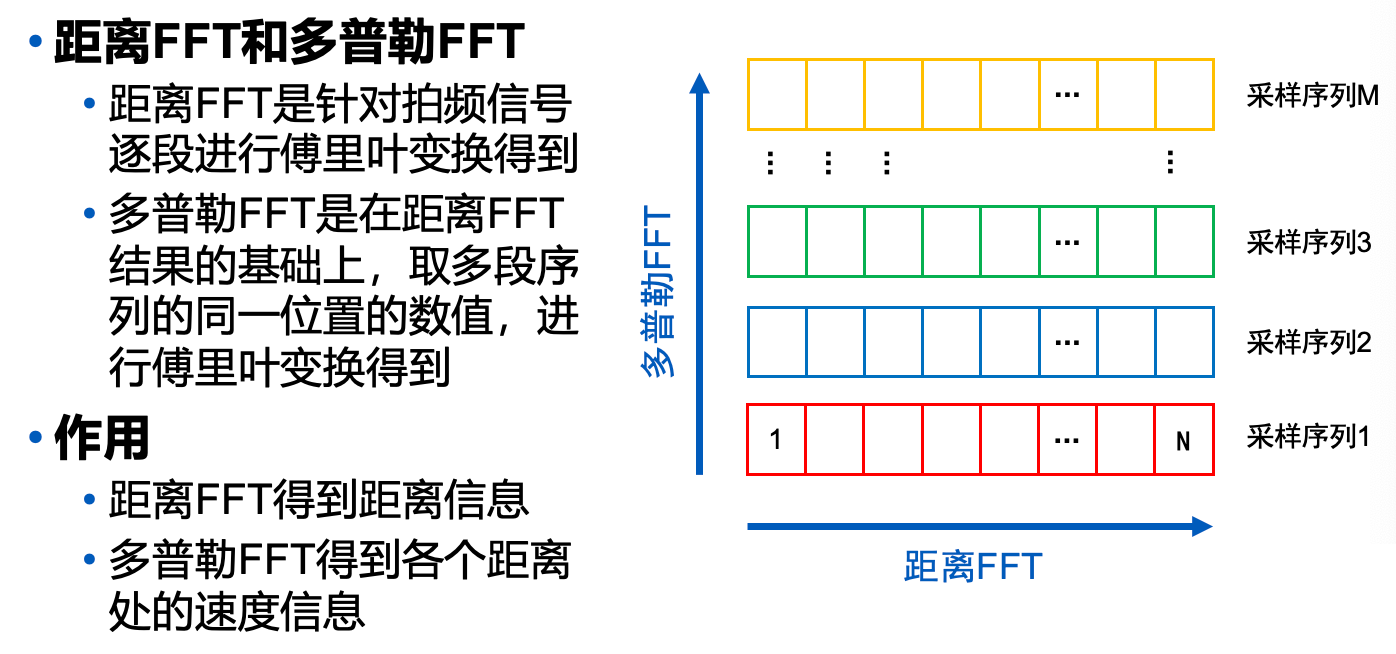 • 距离FFT和多普勒FFT
• 距离FFT是针对拍频信号
逐段进行傅里叶变换得到
• 多普勒FFT是在距离FFT
结果的基础上，取多段序
列的同一位置的数值，进
行傅里叶变换得到
• 作用
• 距离FFT得到距离信息
• 多普勒FFT得到各个距离
处的速度信息
多普勒FFT
... 采样序列M
⋮ ⋮ ⋮ ⋮
... 采样序列3
... 采样序列2
1 ... N 采样序列1
距离FFT